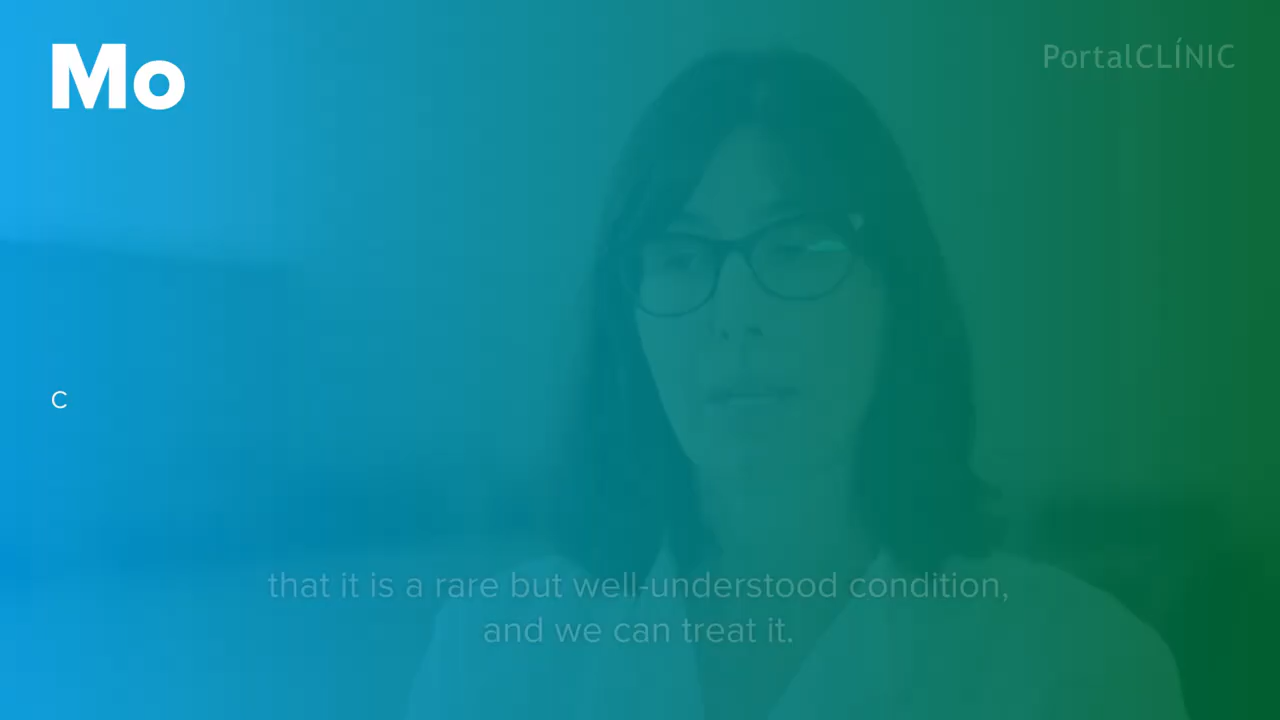 Mo
PortalCLÍNIC
C
that it is a rare but well-understood condition,
and we can treat it.